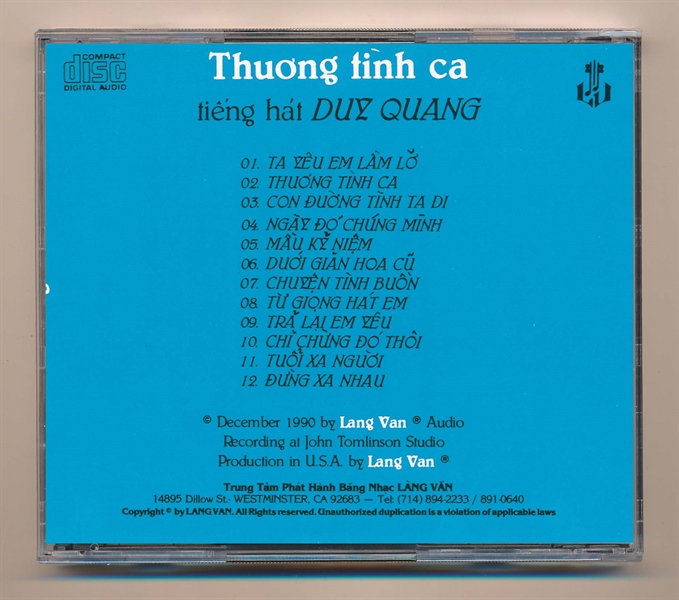 COMPACT
disc
DIGITAL AUDIO
Thương tình ca
tiếng hát DUY QUANG
01. TA YÊU EM LẦM LỠ
02. THƯƠNG TÌNH CA
03. CON ĐƯỜNG TÌNH TA ĐI
04. NGÀY ĐÓ CHÚNG MÌNH
05. MẦU KỶ NIỆM
06. DƯỚI GIÀN HOA CŨ
07. CHUYỆN TÌNH BUỒN
08. TỪ GIỌNG HÁT EM
09. TRẢ LẠI EM YÊU
10. CHỈ CHỪNG ĐÓ THÔI
11. TUỔI XA NGƯỜI
12. ĐỪNG XA NHAU
© December 1990 by Lang Van ® Audio
Recording at John Tomlinson Studio
Production in U.S.A. by Lang Van ®
Trung Tâm Phát Hành Băng Nhạc LÀNG VĂN
14895 Dillow St.- WESTMINSTER, CA 92683 — Tel: (714) 894-2233 / 891-0640
Copyright © by LANG VAN. All Rights reserved. Unauthorized duplication is a violation of applicable laws